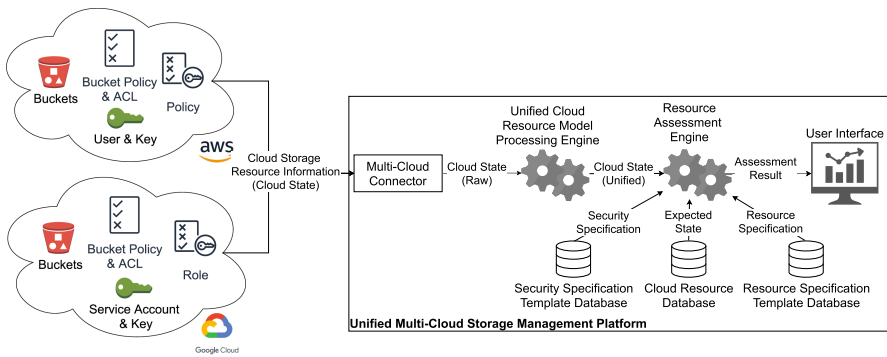 Buckets
Bucket Policy
& ACL
Policy
User & Key
aws
Buckets
Bucket Policy
& ACL
Role
Service Account
& Key
Google Cloud
Cloud Storage
Resource Information
(Cloud State)
Multi-Cloud
Connector
Cloud State
(Raw)
Unified Cloud
Resource Model
Processing Engine
Cloud State
(Unified)
Resource
Assessment
Engine
Assessment
Result
User Interface
Security
Specification
Expected
State
Resource
Specification
Security Specification
Template Database
Cloud Resource
Database
Resource Specification
Template Database
Unified Multi-Cloud Storage Management Platform